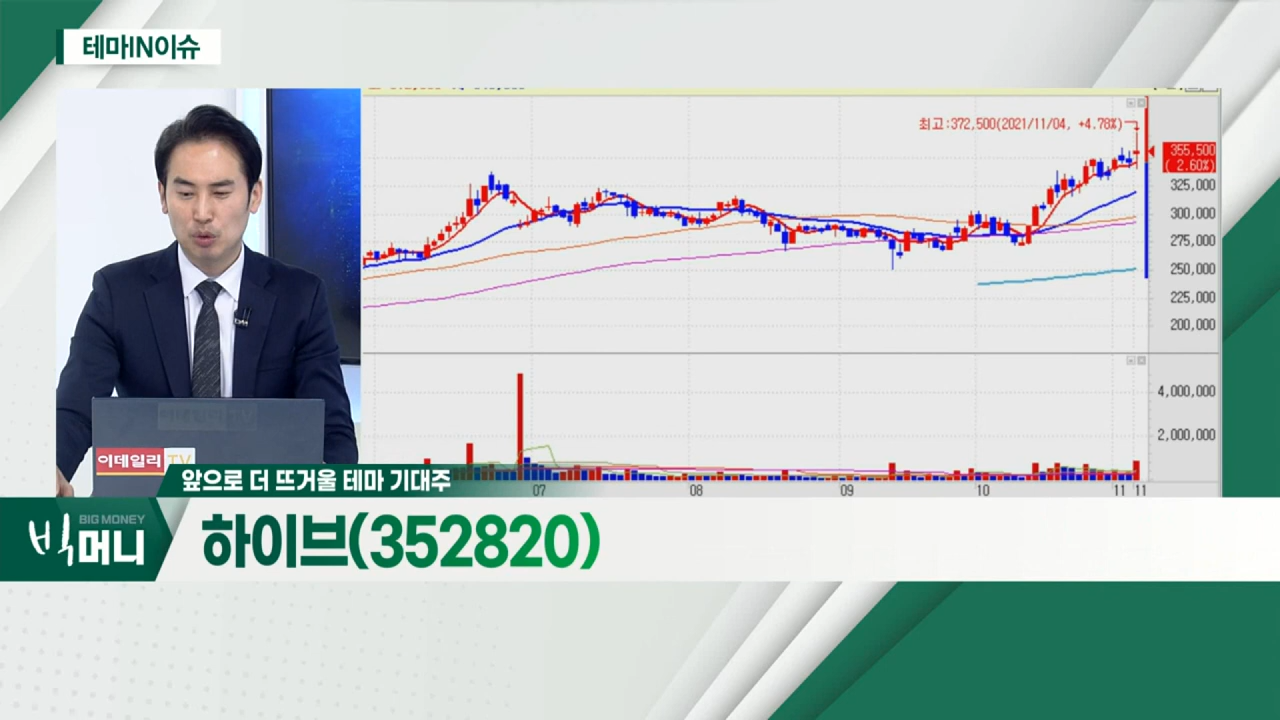 테마IN이슈
최고:372,500(2021/11/04, +4.78%)
355,500
( 2.60%)
325,000
300,000
275,000
250,000
225,000
200,000
4,000,000
2,000,000
이데일리 TV
07 08 09 10 11 11
앞으로 더 뜨거울 테마 기대주
BIG MONEY
빅머니
하이브(352820)